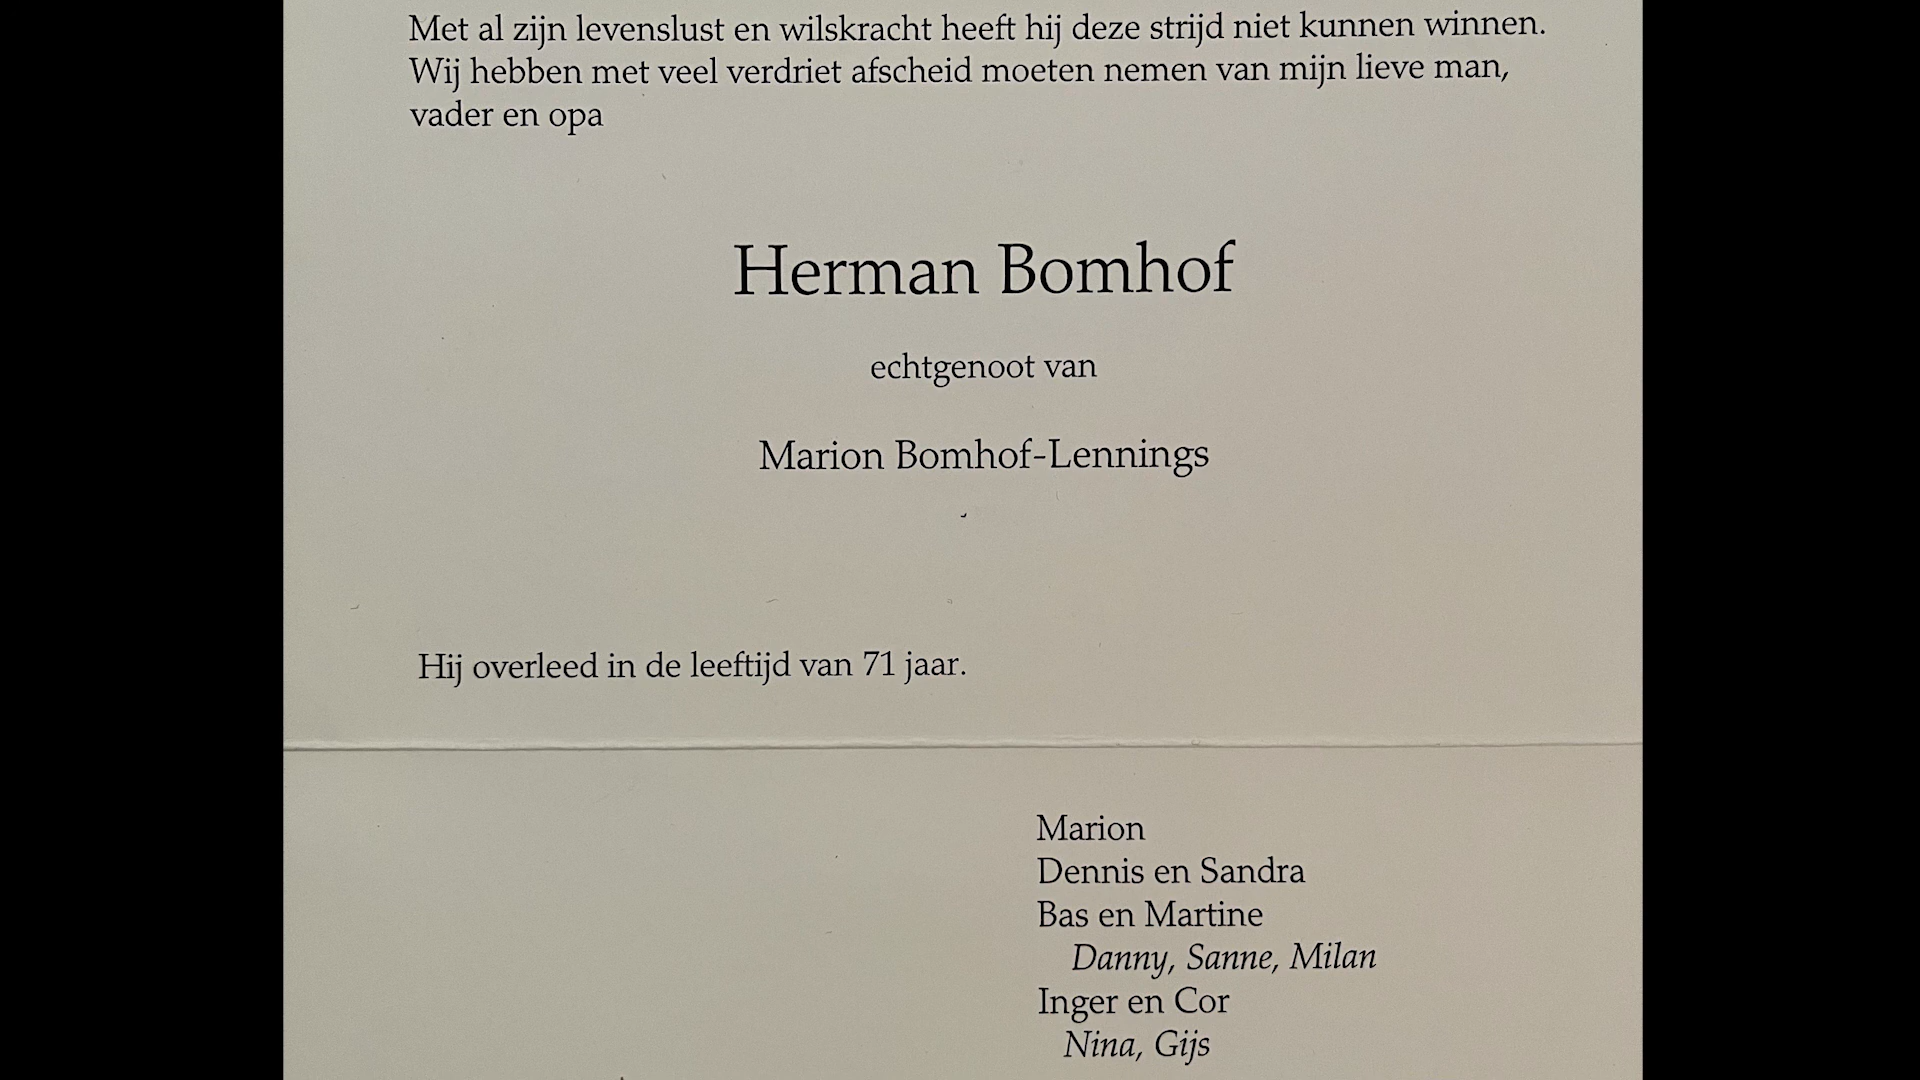 Met al zijn levenslust en wilskracht heeft hij deze strijd niet kunnen winnen.
Wij hebben met veel verdriet afscheid moeten nemen van mijn lieve man,
vader en opa
Herman Bomhof
echtgenoot van
Marion Bomhof-Lennings
Hij overleed in de leeftijd van 71 jaar.
Marion
Dennis en Sandra
Bas en Martine
Danny, Sanne, Milan
Inger en Cor
Nina, Gijs